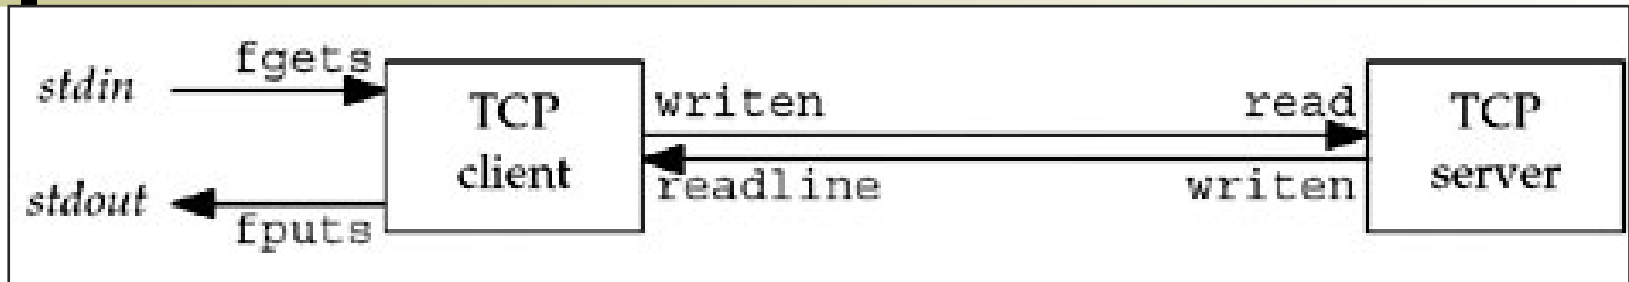 fgets
stdin
TCP
client
writen
read
TCP
server
readline
writen
stdout
fputs